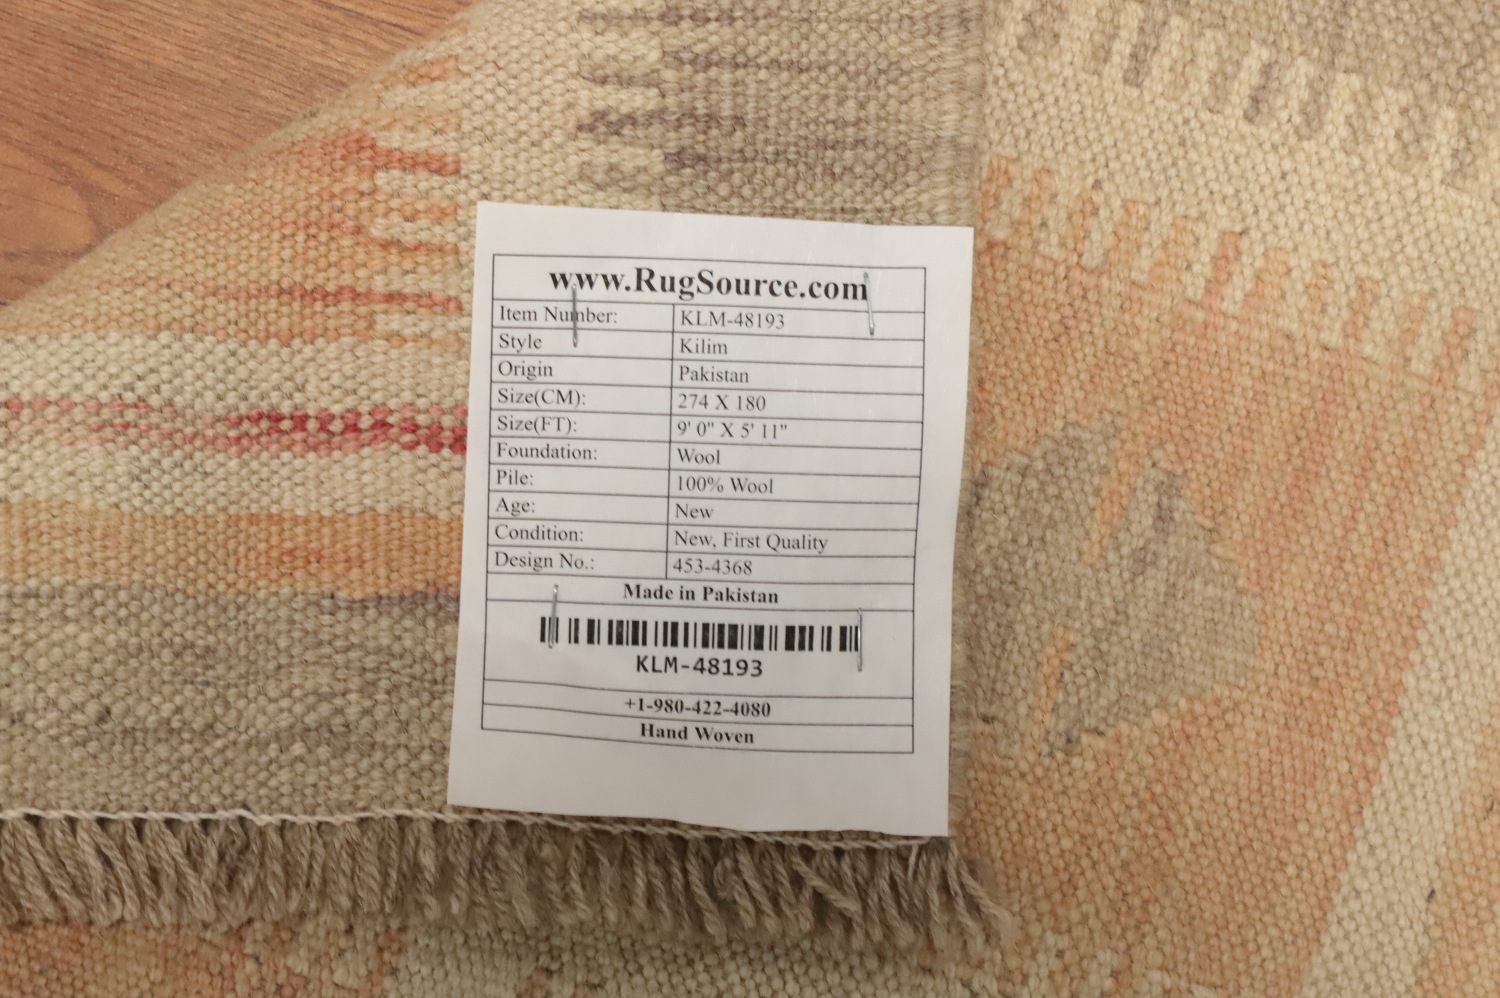 www.RugSource.com
Item Number: KLM-48193
Style Kilim
Origin Pakistan
Size(CM): 274 X 180
Size(FT): 9' 0" X 5' 11"
Foundation: Wool
Pile: 100% Wool
Age: New
Condition: New, First Quality
Design No.: 453-4368
Made in Pakistan
KLM-48193
+1-980-422-4080
Hand Woven